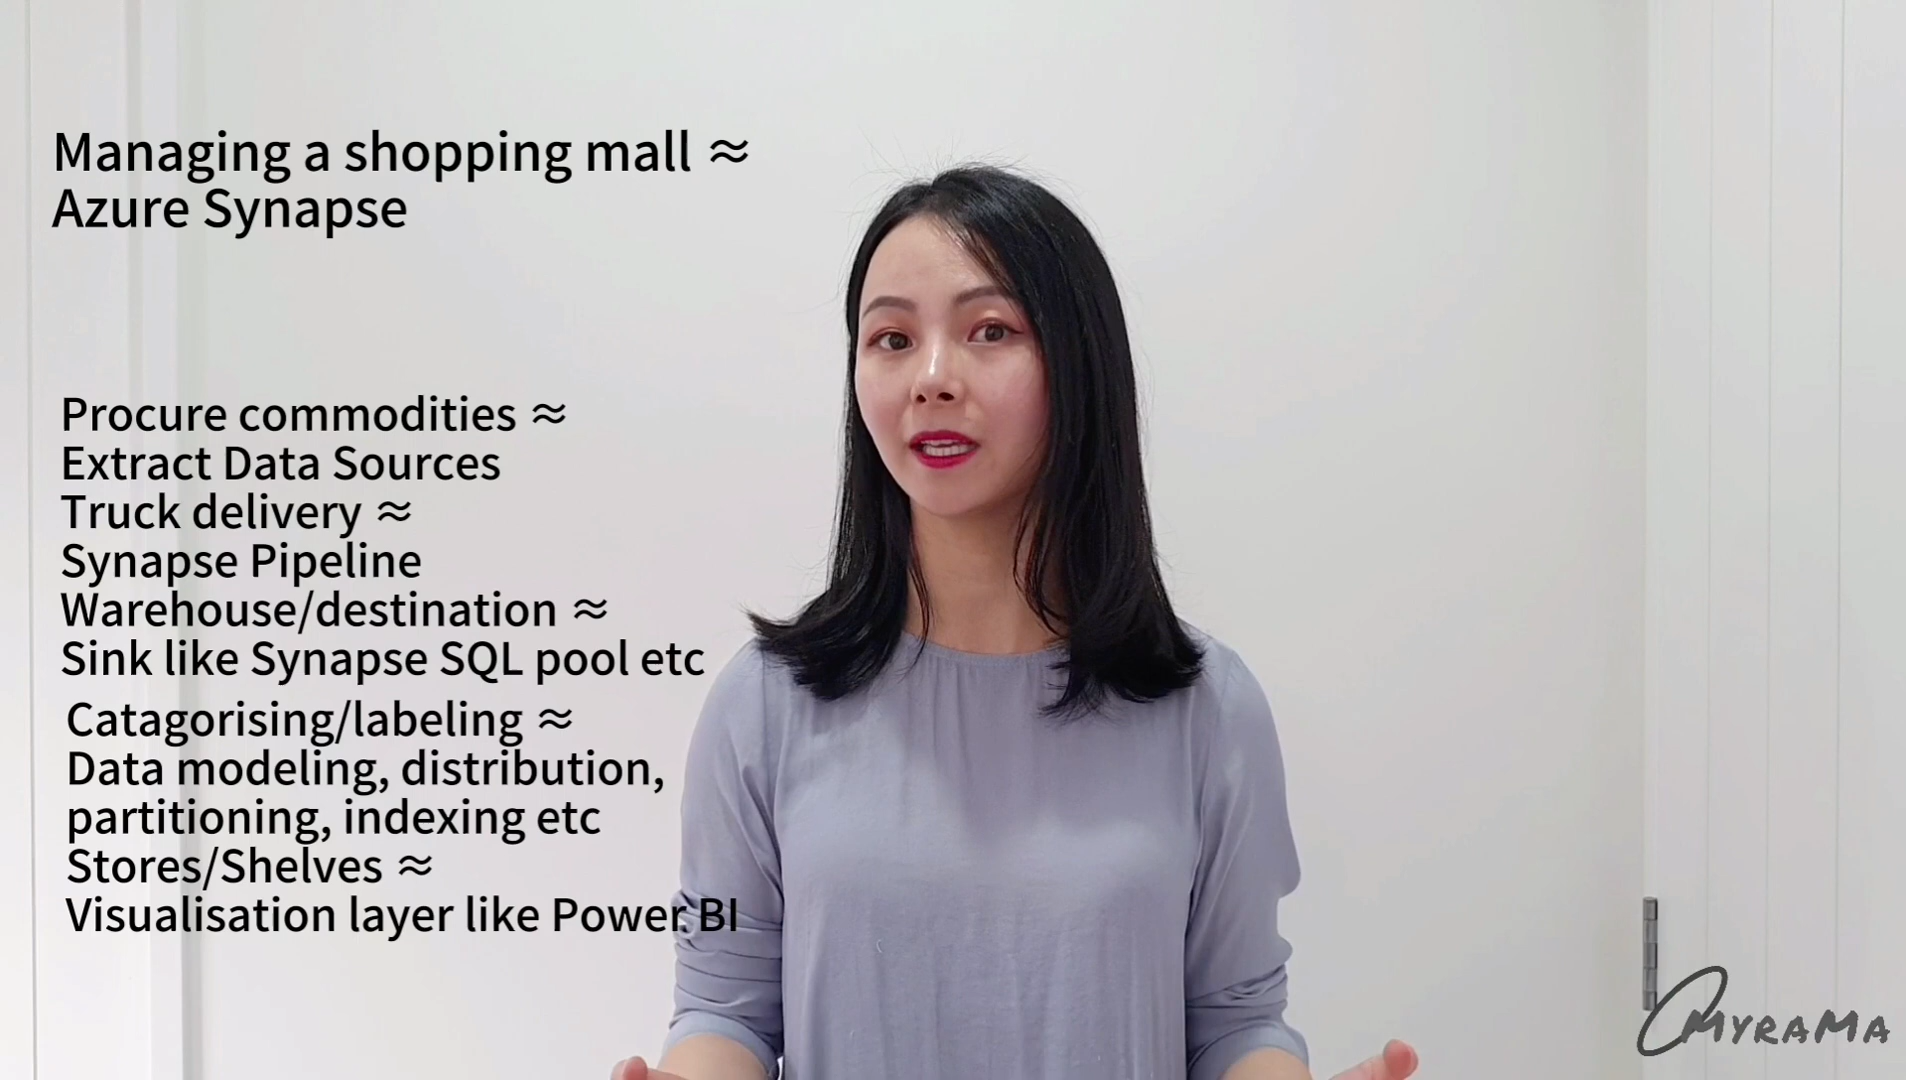 Managing a shopping mall ≈
Azure Synapse
Procure commodities ≈
Extract Data Sources
Truck delivery ≈
Synapse Pipeline
Warehouse/destination ≈
Sink like Synapse SQL pool etc
Catagorising/labeling ≈
Data modeling, distribution,
partitioning, indexing etc
Stores/Shelves ≈
Visualisation layer like Power BI
MYRAMA